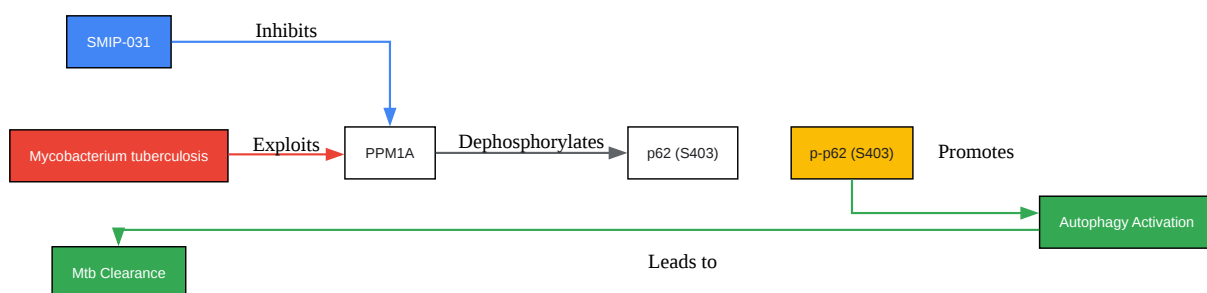 Inhibits
SMIP-031
Exploits
Dephosphorylates
Promotes
Mycobacterium tuberculosis
PPM1A
p62 (S403)
p-p62 (S403)
Autophagy Activation
Leads to
Mtb Clearance